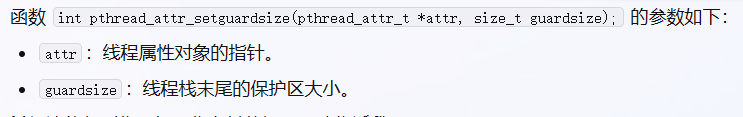 函数 int pthread_attr_setguardsize(pthread_attr_t *attr, size_t guardsize); 的参数如下：
• attr：线程属性对象的指针。
• guardsize：线程栈末尾的保护区大小。